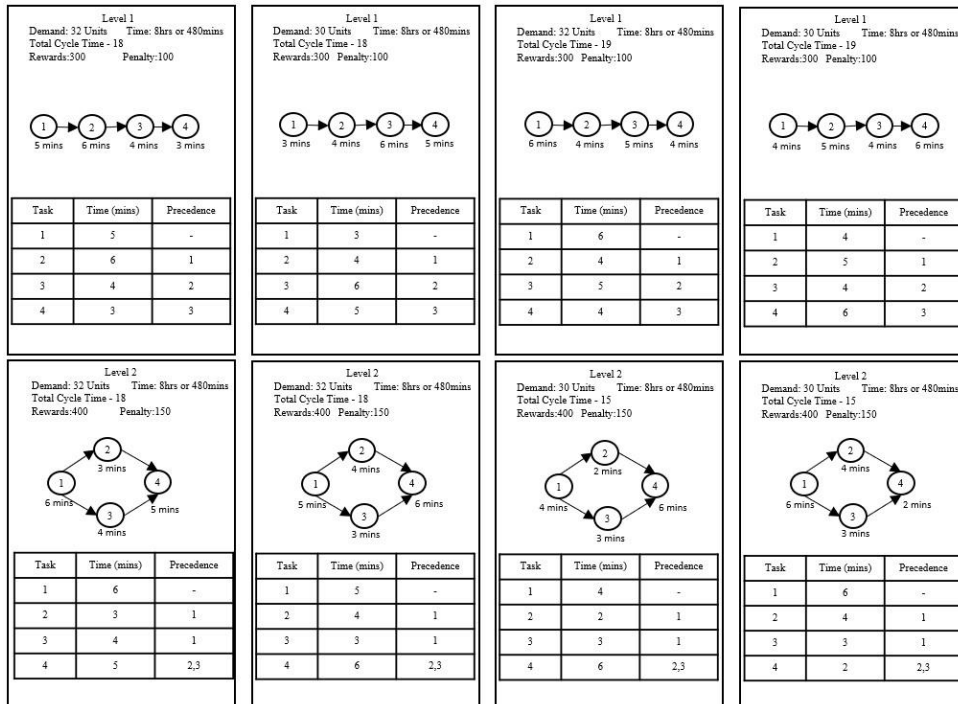 Level 1
Demand: 32 Units Time: 8hrs or 480mins
Total Cycle Time - 18
Rewards:300 Penalty:100
1 2 3 4
5 mins 6 mins 4 mins 3 mins
Task Time (mins) Precedence
1 5 -
2 6 1
3 4 2
4 3 3
Level 1
Demand: 30 Units Time: 8hrs or 480mins
Total Cycle Time - 18
Rewards:300 Penalty:100
1 2 3 4
3 mins 4 mins 6 mins 5 mins
Task Time (mins) Precedence
1 3 -
2 4 1
3 6 2
4 5 3
Level 1
Demand: 32 Units Time: 8hrs or 480mins
Total Cycle Time - 19
Rewards:300 Penalty:100
1 2 3 4
6 mins 4 mins 5 mins 4 mins
Task Time (mins) Precedence
1 6 -
2 4 1
3 5 2
4 4 3
Level 1
Demand: 30 Units Time: 8hrs or 480mins
Total Cycle Time - 19
Rewards:300 Penalty:100
1 2 3 4
4 mins 5 mins 4 mins 6 mins
Task Time (mins) Precedence
1 4 -
2 5 1
3 4 2
4 6 3
Level 2
Demand: 32 Units Time: 8hrs or 480mins
Total Cycle Time - 18
Rewards:400 Penalty:150
2
3 mins
1 4
6 mins 5 mins
3
4 mins
Task Time (mins) Precedence
1 6 -
2 3 1
3 4 1
4 5 2,3
Level 2
Demand: 32 Units Time: 8hrs or 480mins
Total Cycle Time - 18
Rewards:400 Penalty:150
2
4 mins
1 4
5 mins 6 mins
3
3 mins
Task Time (mins) Precedence
1 5 -
2 4 1
3 3 1
4 6 2,3
Level 2
Demand: 30 Units Time: 8hrs or 480mins
Total Cycle Time - 15
Rewards:400 Penalty:150
2
2 mins
1 4
4 mins 6 mins
3
3 mins
Task Time (mins) Precedence
1 4 -
2 2 1
3 3 1
4 6 2,3
Level 2
Demand: 30 Units Time: 8hrs or 480mins
Total Cycle Time - 15
Rewards:400 Penalty:150
2
4 mins
1 4
6 mins 2 mins
3
3 mins
Task Time (mins) Precedence
1 6 -
2 4 1
3 3 1
4 2 2,3